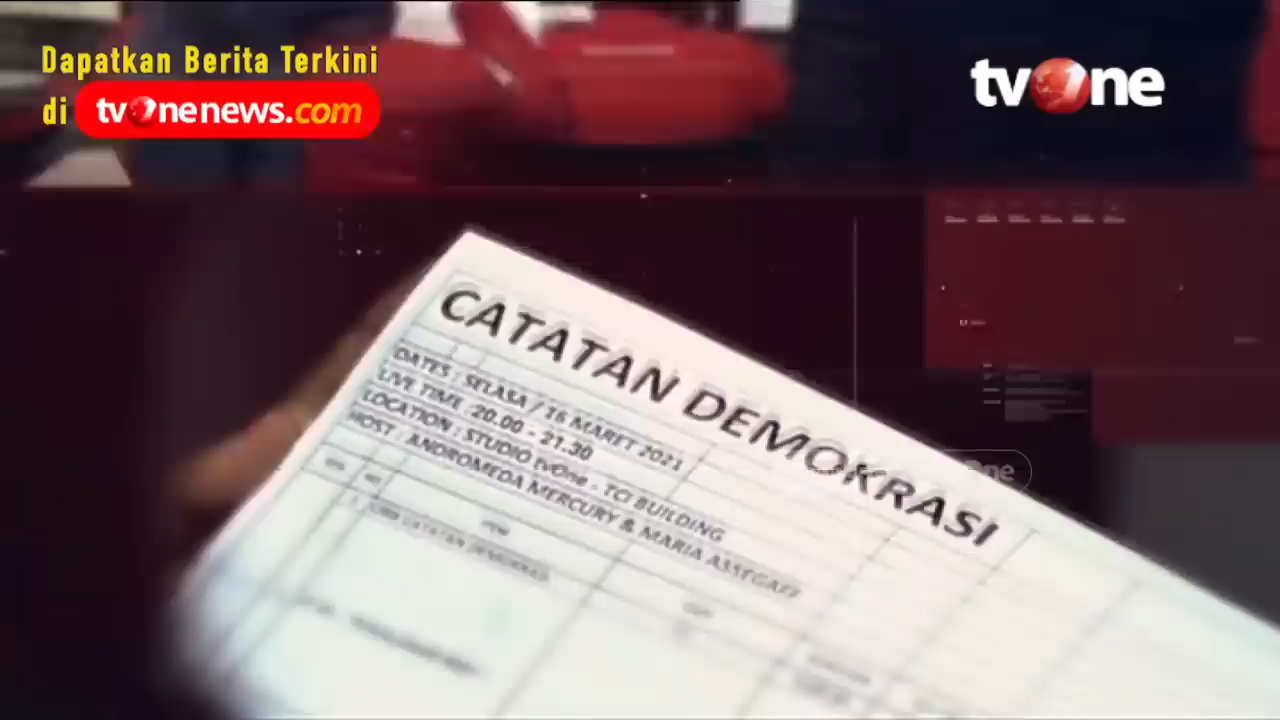 Dapatkan Berita Terkini
di tvOnenews.com
tvOne
CATATAN DEMOKRASI
DATES : SELASA / 16 MARET 2021
LIVE TIME : 20.00 - 21.30
LOCATION : STUDIO tvOne - TCI BUILDING
HOST : ANDROMEDA MERCURY & MARIA ASSEGAFF